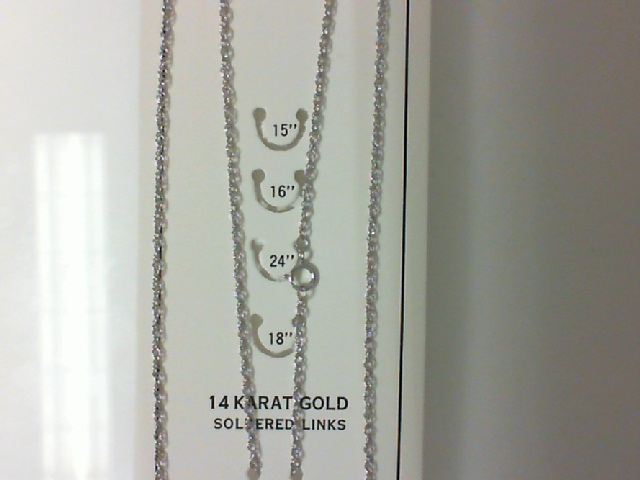 15"
16"
24"
18"
14 KARAT GOLD
SOLDERED LINKS